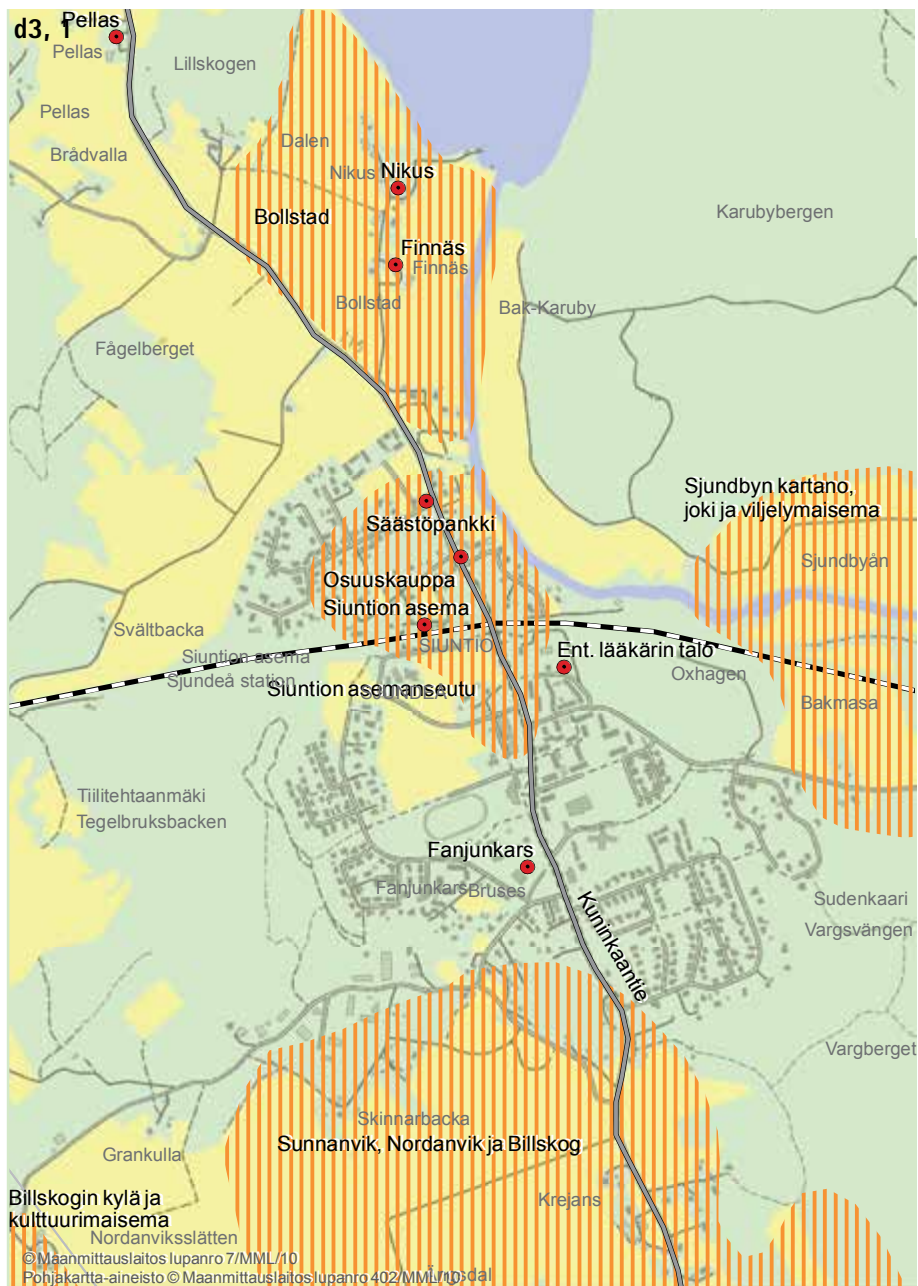 d3, 1
Pellas
Pellas
Lillskogen
Pellas
Dalen
Brådvalla
Nikus
Nikus
Karubybergen
Bollstad
Finnäs
Finnäs
Bollstad
Bak-Karuby
Fågelberget
Sjundbyn kartano,
joki ja viljelymaisema
Säästöpankki
Sjundbyån
Osuuskauppa
Siuntion asema
Svältbacka
SIUNTIO
Ent. lääkärin talo
Siuntion asema
Sjundeå station
Oxhagen
Siuntion asemanseutu
SJUNDEÅ
Bakmasa
Tiilitehtaanmäki
Tegelbruksbacken
Fanjunkars
Fanjunkars
Bruses
Sudenkaari
Vargsvängen
Kuninkaantie
Vargberget
Skinnarbacka
Sunnanvik, Nordanvik ja Billskog
Grankulla
Krejans
Billskogin kylä ja
kulttuurimaisema
Nordanviksslätten
© Maanmittauslaitos lupanro 7/MML/10
Pohjakartta-aineisto © Maanmittauslaitos lupanro 402/MML/10